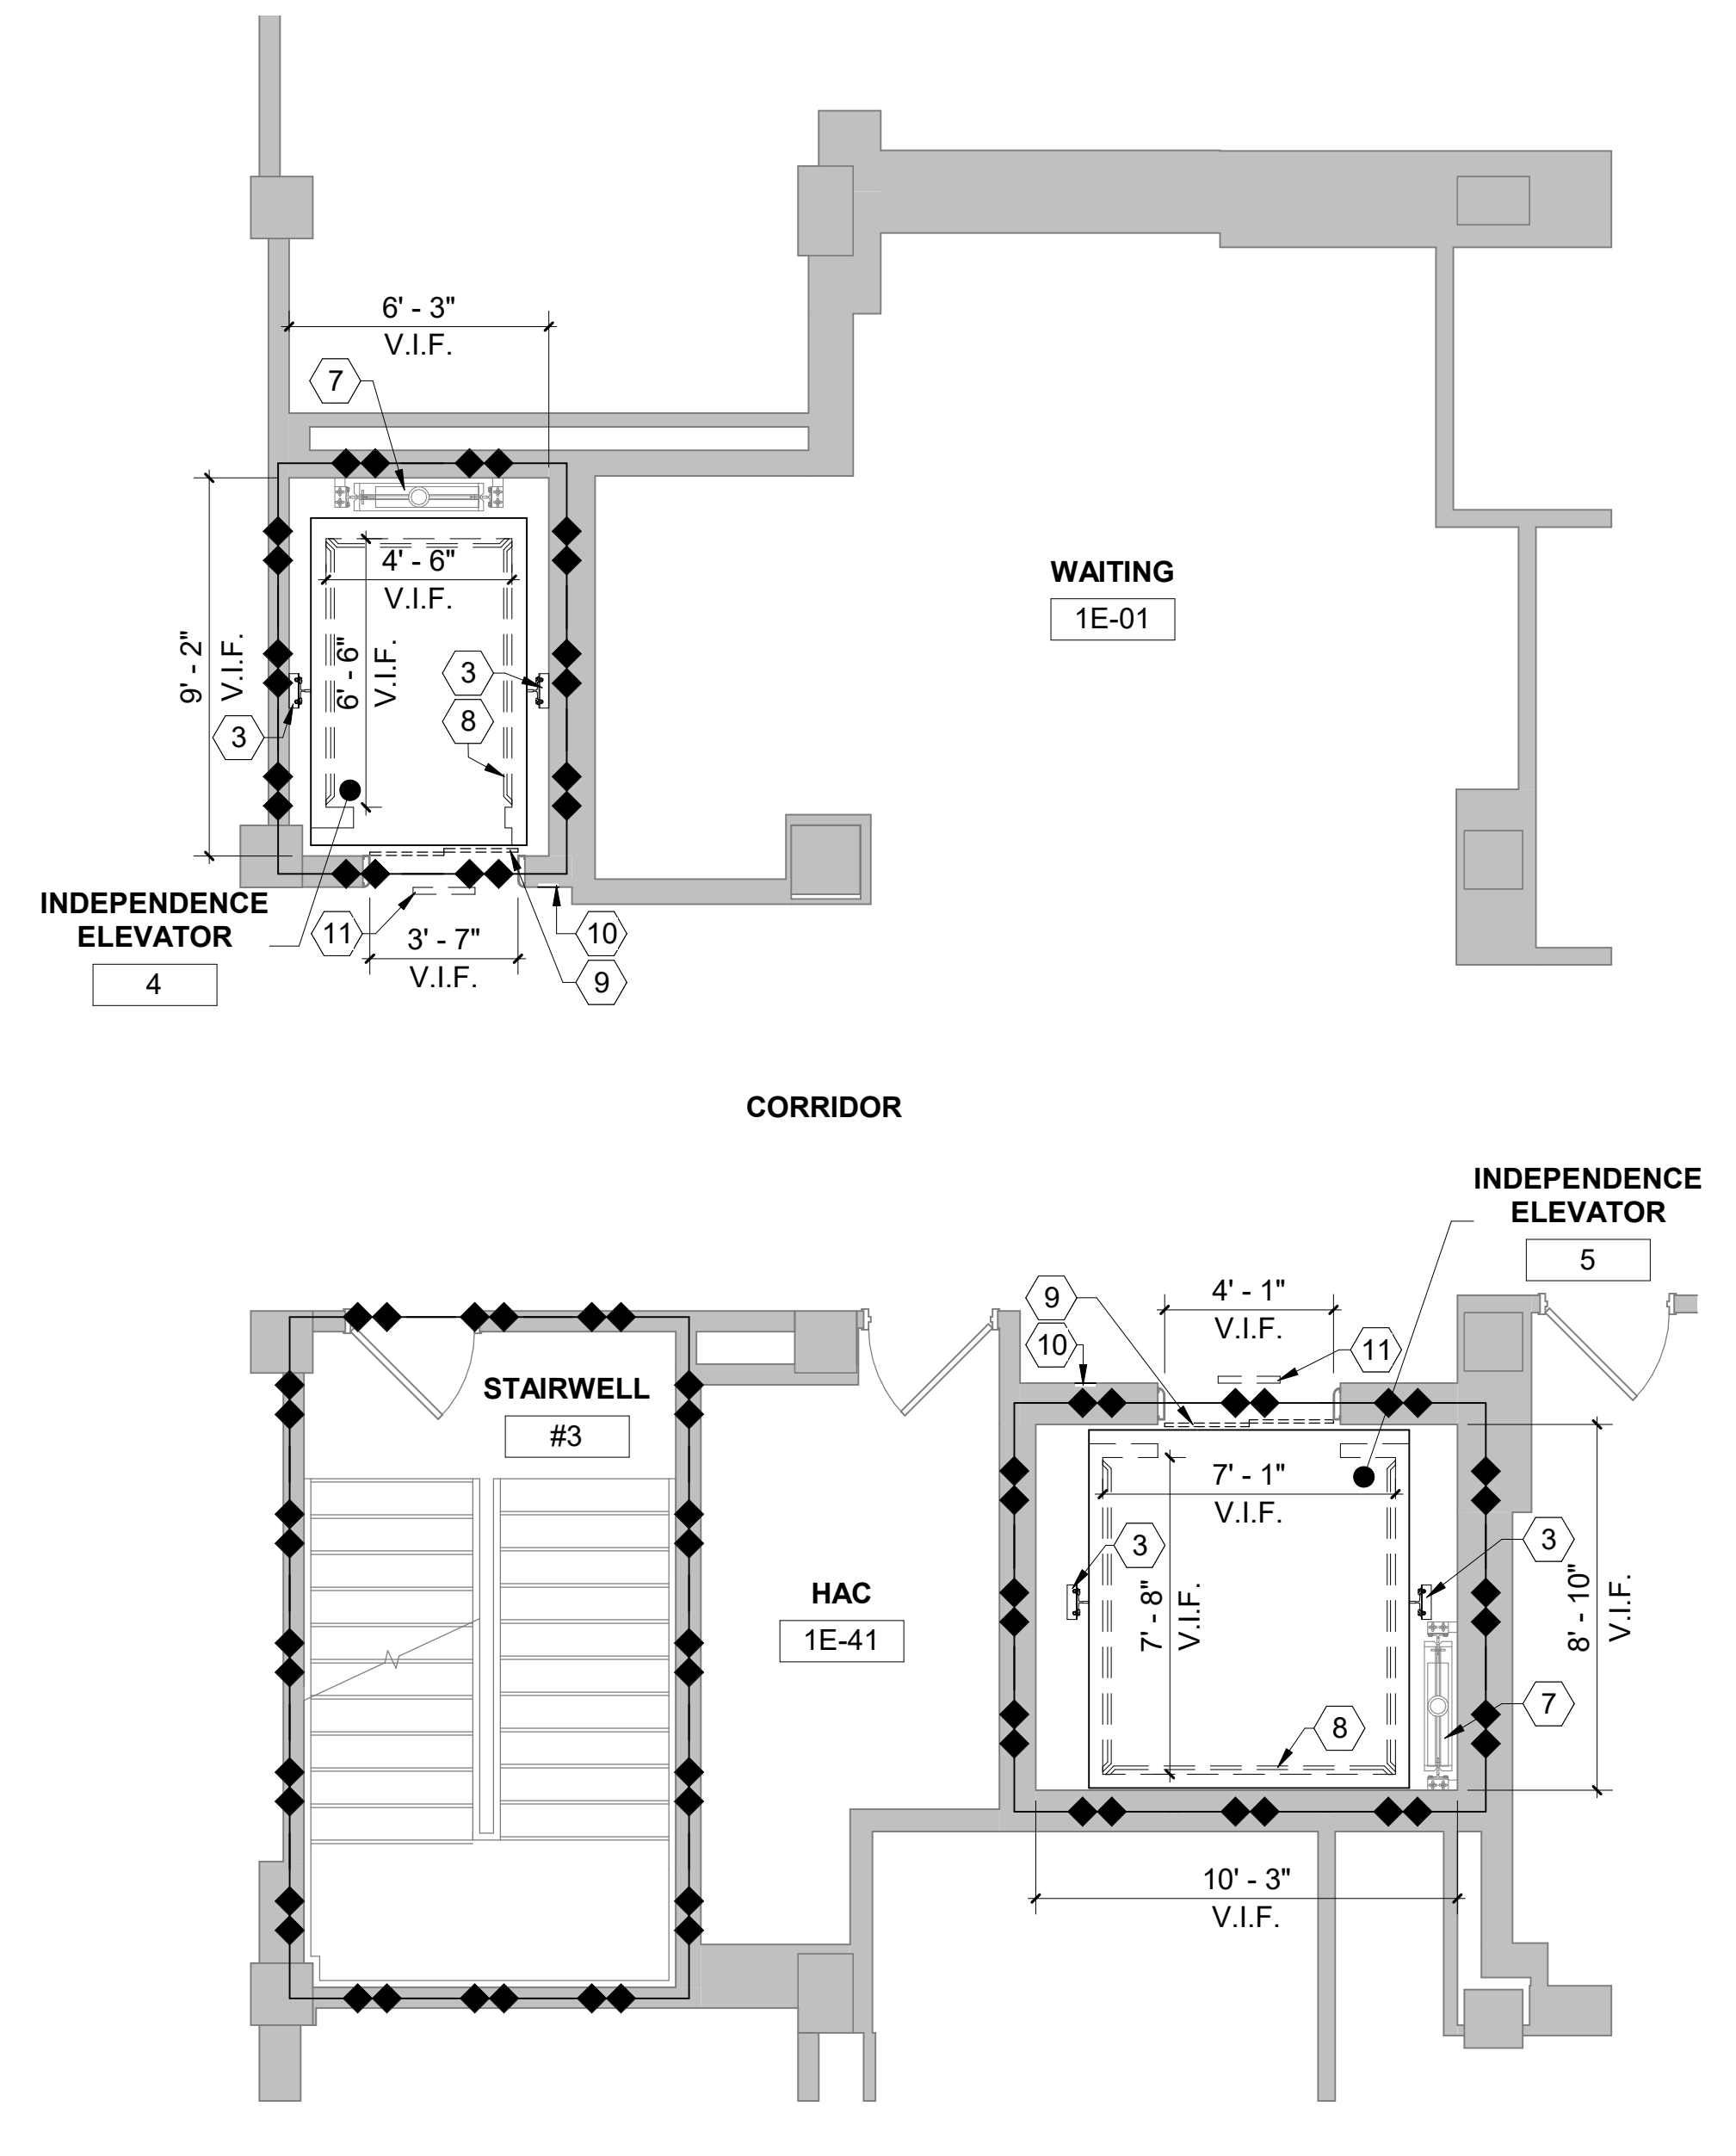 6' - 3"
V.I.F.
7
4' - 6"
V.I.F.
9' - 2"
V.I.F.
6' - 6"
V.I.F.
3
8
3
WAITING
1E-01
INDEPENDENCE
ELEVATOR
4
11
3' - 7"
V.I.F.
10
9
CORRIDOR
INDEPENDENCE
ELEVATOR
5
9
4' - 1"
V.I.F.
10
11
STAIRWELL
#3
7' - 1"
V.I.F.
3
3
7' - 8"
V.I.F.
8' - 10"
V.I.F.
HAC
1E-41
7
8
10' - 3"
V.I.F.